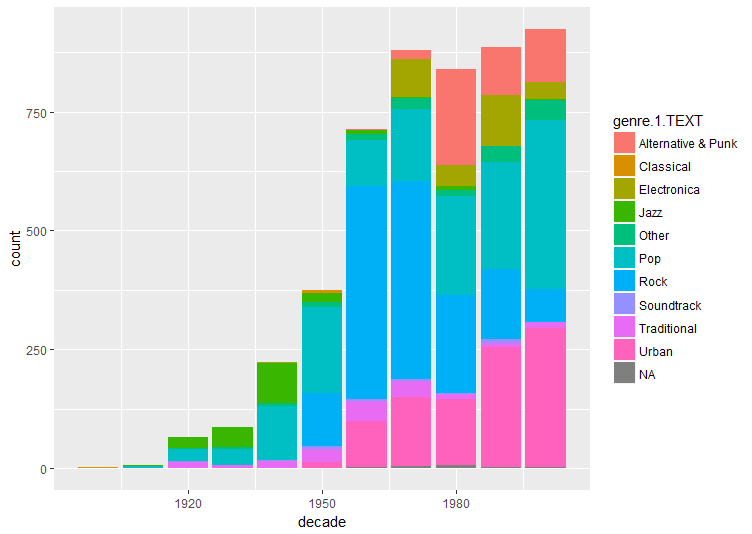 750
500
250
0
count
1920
1950
1980
decade
genre.1.TEXT
Alternative & Punk
Classical
Electronica
Jazz
Other
Pop
Rock
Soundtrack
Traditional
Urban
NA